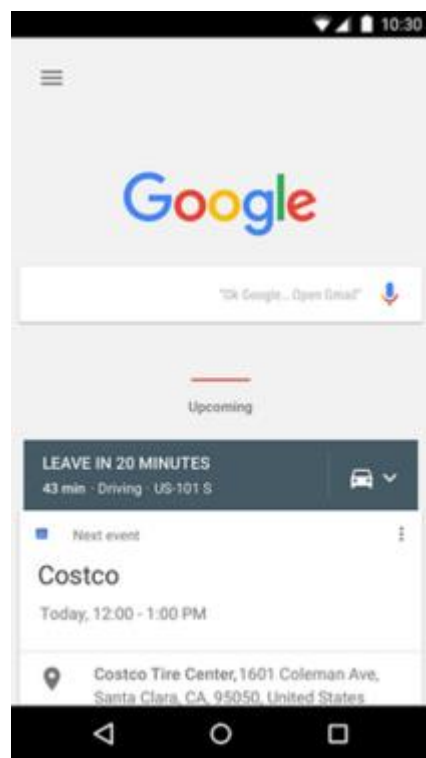 10:30
Google
"Ok Google... Open Gmail"
Upcoming
LEAVE IN 20 MINUTES
43 min · Driving · US-101 S
Next event
Costco
Today, 12:00 - 1:00 PM
Costco Tire Center, 1601 Coleman Ave,
Santa Clara, CA, 95050, United States